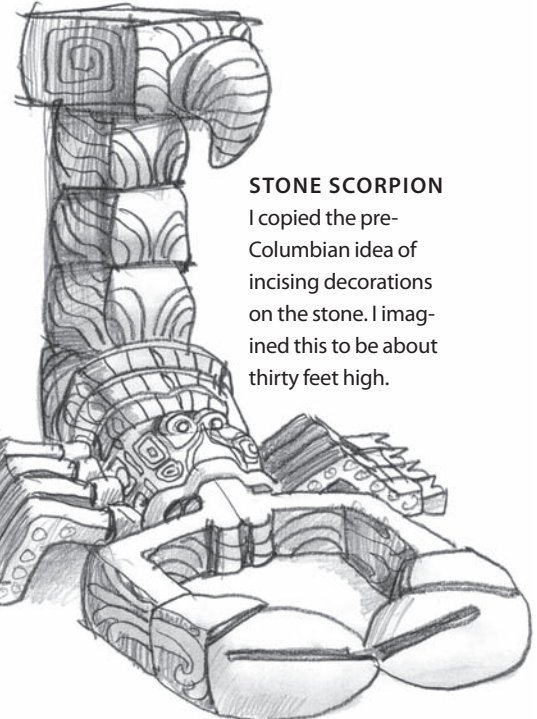 STONE SCORPION
I copied the pre-
Columbian idea of
incising decorations
on the stone. I imag-
ined this to be about
thirty feet high.